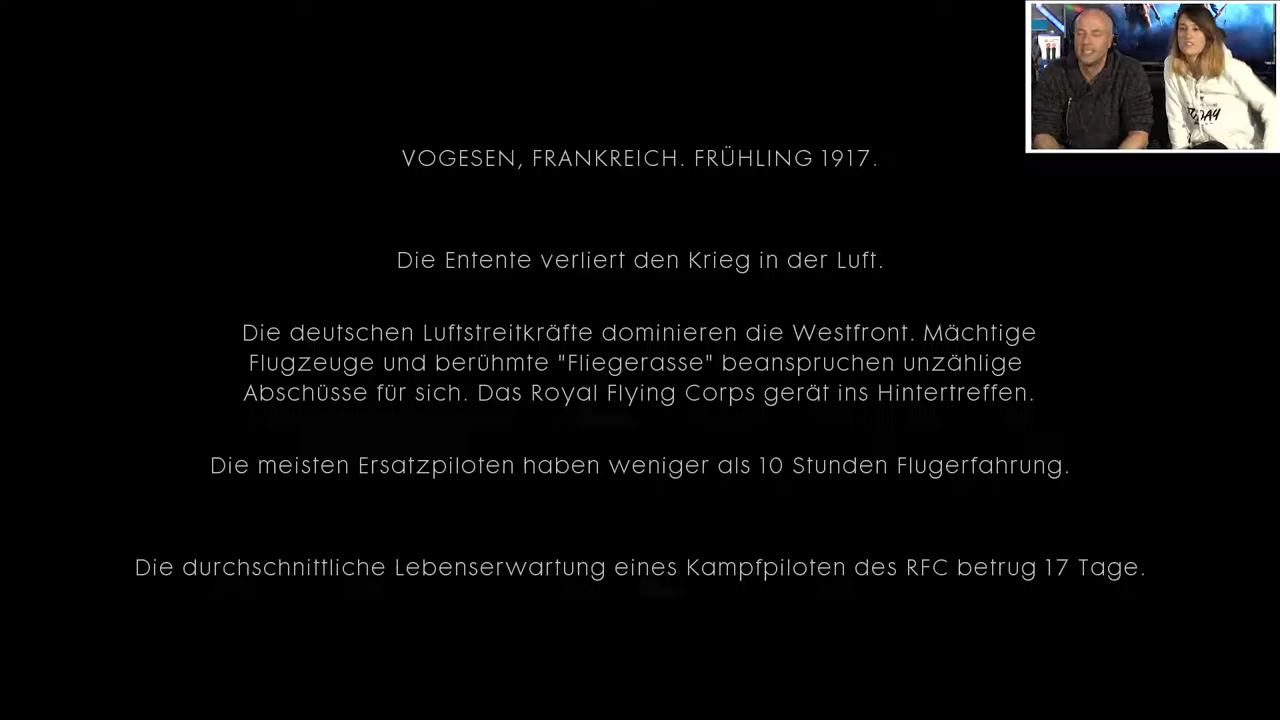 VOGESEN, FRANKREICH. FRÜHLING 1917.
Die Entente verliert den Krieg in der Luft.
Die deutschen Luftstreitkräfte dominieren die Westfront. Mächtige
Flugzeuge und berühmte "Fliegerasse" beanspruchen unzählige
Abschüsse für sich. Das Royal Flying Corps gerät ins Hintertreffen.
Die meisten Ersatzpiloten haben weniger als 10 Stunden Flugerfahrung.
Die durchschnittliche Lebenserwartung eines Kampfpiloten des RFC betrug 17 Tage.